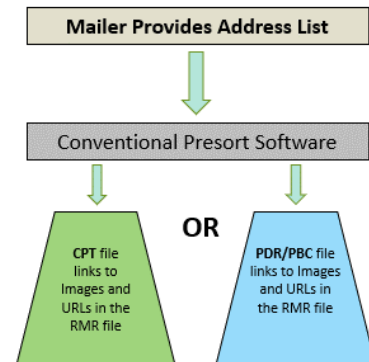 Mailer Provides Address List
Conventional Presort Software
OR
CPT file
links to
Images and
URLs in the
RMR file
PDR/PBC file
links to Images
and URLs in
the RMR file